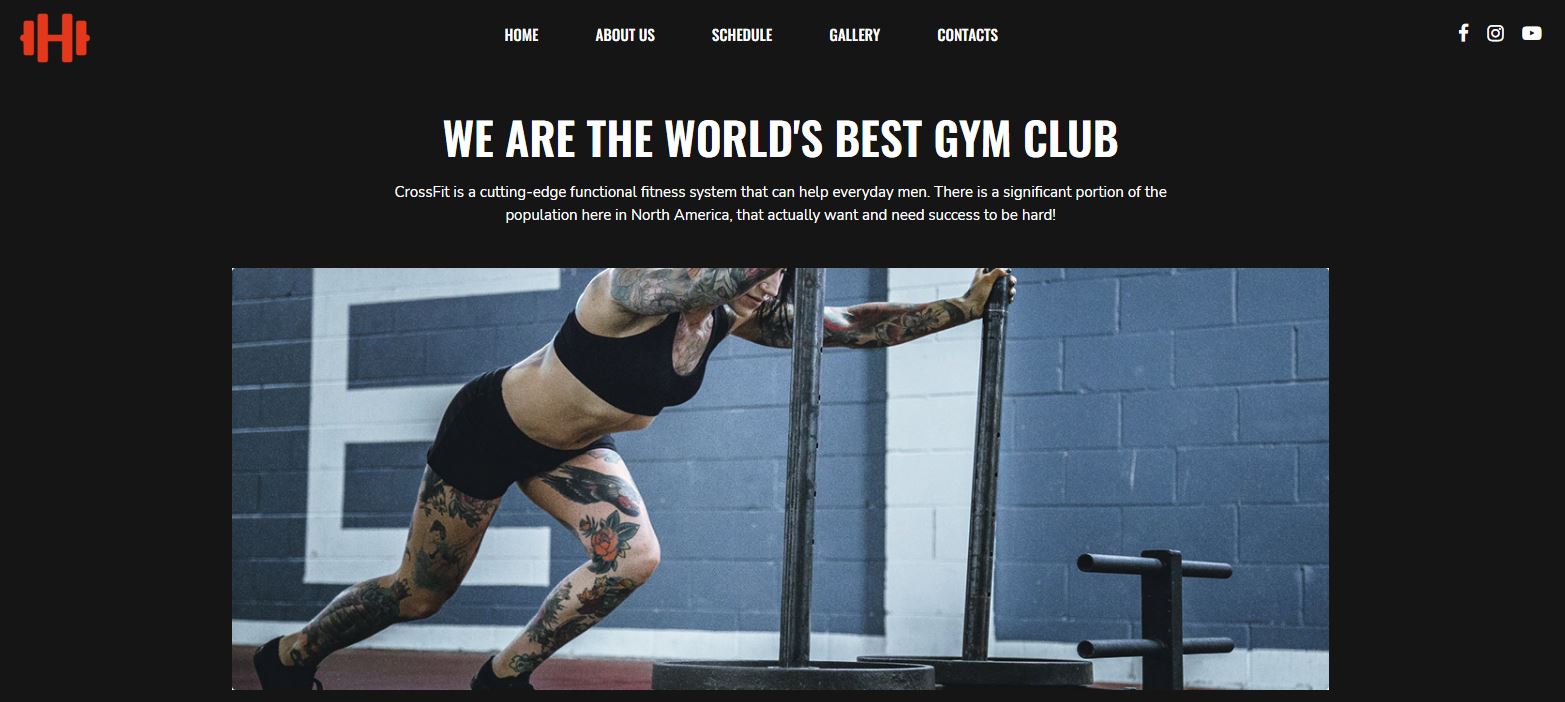 HOME ABOUT US SCHEDULE GALLERY CONTACTS
WE ARE THE WORLD'S BEST GYM CLUB
CrossFit is a cutting-edge functional fitness system that can help everyday men. There is a significant portion of the
population here in North America, that actually want and need success to be hard!